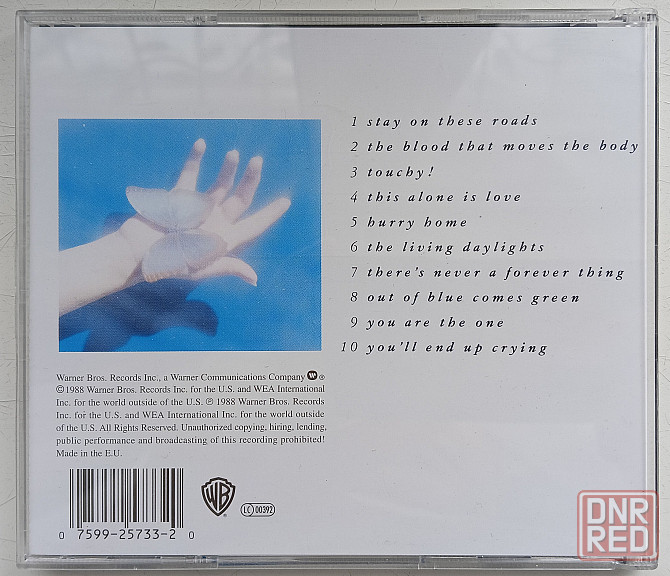 1 stay on these roads
2 the blood that moves the body
3 touchy!
4 this alone is love
5 hurry home
6 the living daylights
7 there's never a forever thing
8 out of blue comes green
9 you are the one
10 you'll end up crying
Warner Bros. Records Inc., a Warner Communications Company W ®
© 1988 Warner Bros. Records Inc. for the U.S. and WEA International
Inc. for the world outside of the U.S. ℗ 1988 Warner Bros. Records
Inc. for the U.S. and WEA International Inc. for the world outside
of the U.S. All Rights Reserved. Unauthorized copying, hiring, lending,
public performance and broadcasting of this recording prohibited!
Made in the E.U.
0 7599-25733-2 0
WB
LC 00392
DNR
RED